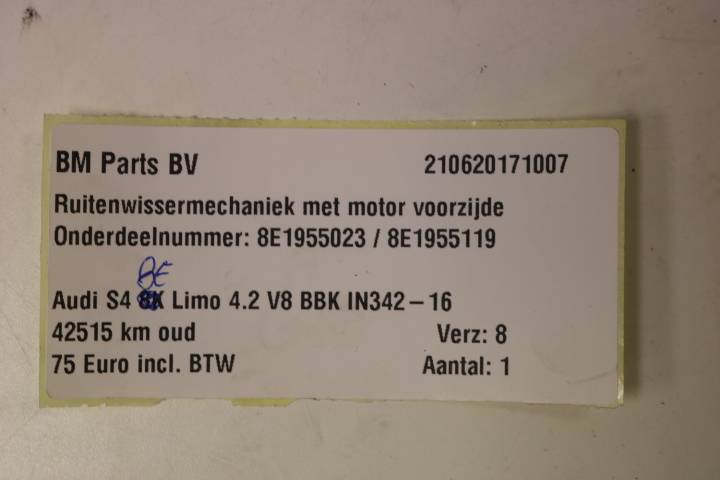 BM Parts BV 210620171007
Ruitenwissermechaniek met motor voorzijde
Onderdeelnummer: 8E1955023 / 8E1955119
8E
Audi S4 8K Limo 4.2 V8 BBK IN342-16
42515 km oud Verz: 8
75 Euro incl. BTW Aantal: 1